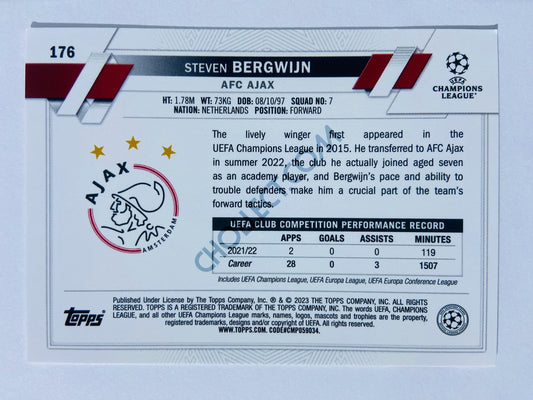 176
STEVEN BERGWIJN
AFC AJAX
HT: 1.78M WT: 73KG DOB: 08/10/97 SQUAD NO: 7
NATION: NETHERLANDS POSITION: FORWARD
UEFA
CHAMPIONS
LEAGUE
AJAX
AMSTERDAM
The lively winger first appeared in the
UEFA Champions League in 2015. He transferred to AFC Ajax
in summer 2022, the club he actually joined aged seven
as an academy player, and Bergwijn's pace and ability to
trouble defenders make him a crucial part of the team's
forward tactics.
UEFA CLUB COMPETITION PERFORMANCE RECORD
APPS GOALS ASSISTS MINUTES
2021/22 2 0 0 119
Career 28 0 3 1507
Includes UEFA Champions League, UEFA Europa League, UEFA Europa Conference League
CHOLLECT.COM
Topps
Published Under License by The Topps Company, Inc. ® & © 2023 THE TOPPS COMPANY, INC. ALL RIGHTS
RESERVED. TOPPS IS A REGISTERED TRADEMARK OF THE TOPPS COMPANY, INC. The words UEFA, CHAMPIONS
LEAGUE, and all other UEFA Champions League marks, names, logos, mascots and trophies are the property,
registered trademarks, designs and/or copyright of UEFA. All rights reserved.
WWW.TOPPS.COM. CODE#CMP059034.